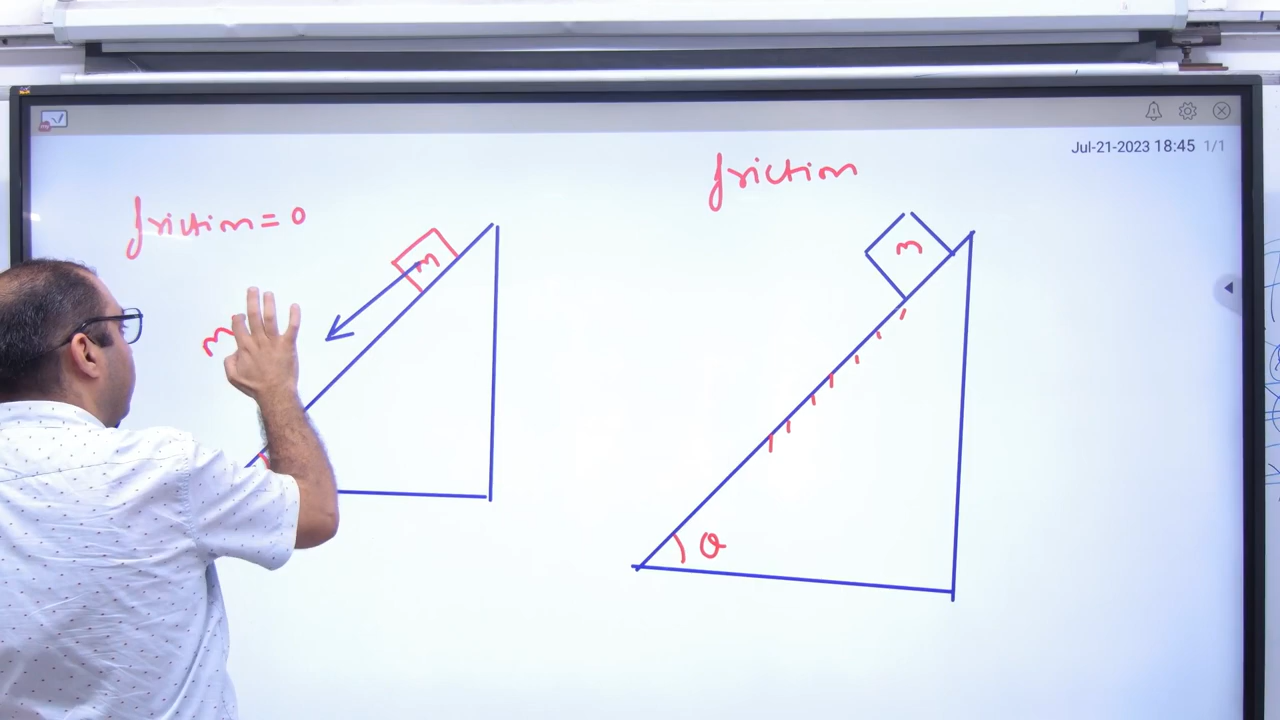 Jul-21-2023 18:45 1/1
friction
friction = 0
m
m
m
θ